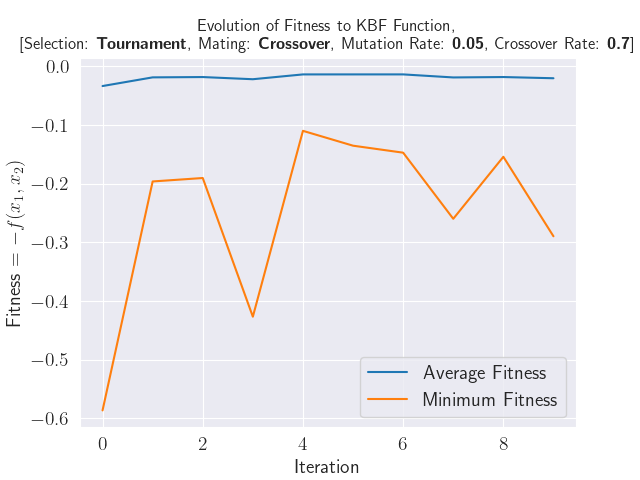 Evolution of Fitness to KBF Function,
[Selection: Tournament, Mating: Crossover, Mutation Rate: 0.05, Crossover Rate: 0.7]
0.0
−0.1
−0.2
−0.3
−0.4
−0.5
−0.6
Fitness = −f(x₁, x₂)
Average Fitness
Minimum Fitness
0 2 4 6 8
Iteration